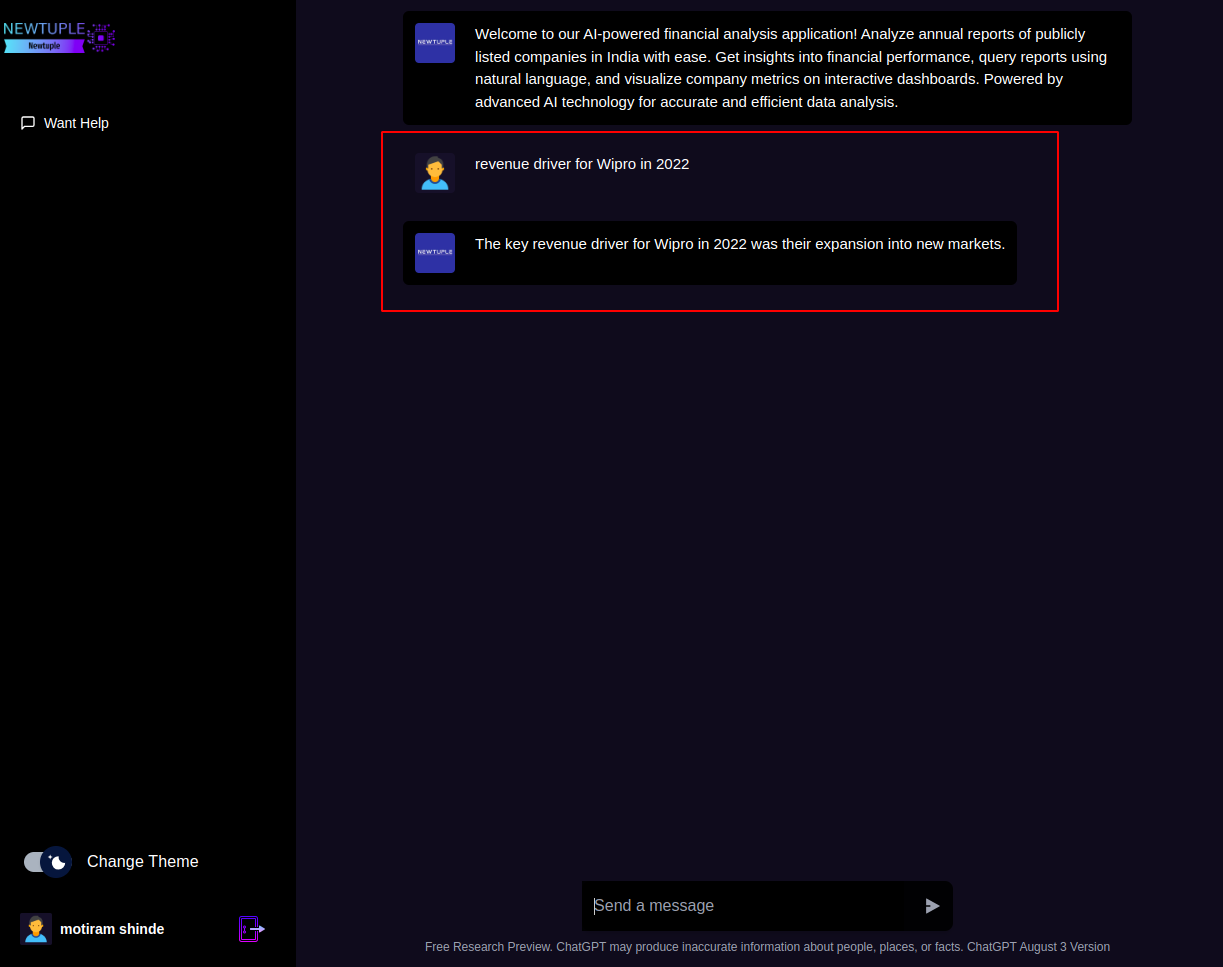 NEWTUPLE
Newtuple
Want Help
NEWTUPLE
Welcome to our AI-powered financial analysis application! Analyze annual reports of publicly
listed companies in India with ease. Get insights into financial performance, query reports using
natural language, and visualize company metrics on interactive dashboards. Powered by
advanced AI technology for accurate and efficient data analysis.
revenue driver for Wipro in 2022
NEWTUPLE
The key revenue driver for Wipro in 2022 was their expansion into new markets.
Change Theme
motiram shinde
Send a message
Free Research Preview. ChatGPT may produce inaccurate information about people, places, or facts. ChatGPT August 3 Version